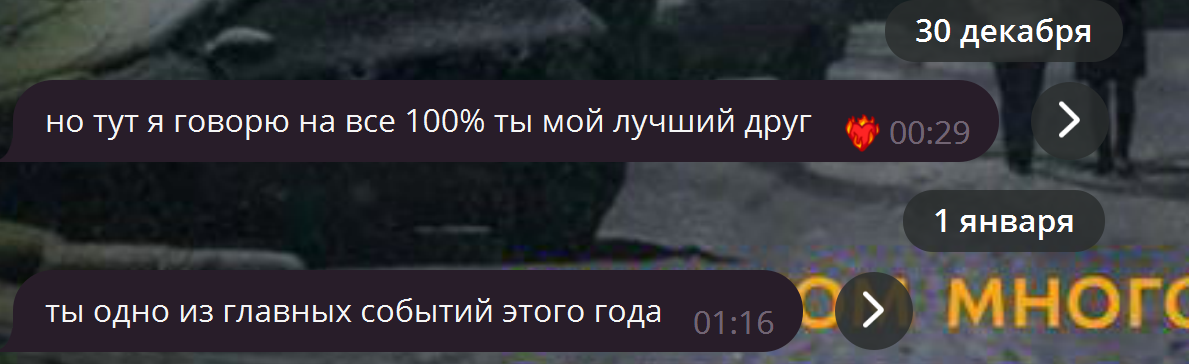 30 декабря
но тут я говорю на все 100% ты мой лучший друг 00:29
1 января
ты одно из главных событий этого года 01:16